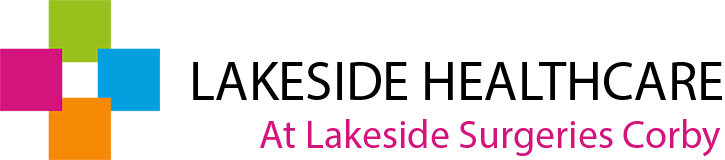 LAKESIDE HEALTHCARE
At Lakeside Surgeries Corby